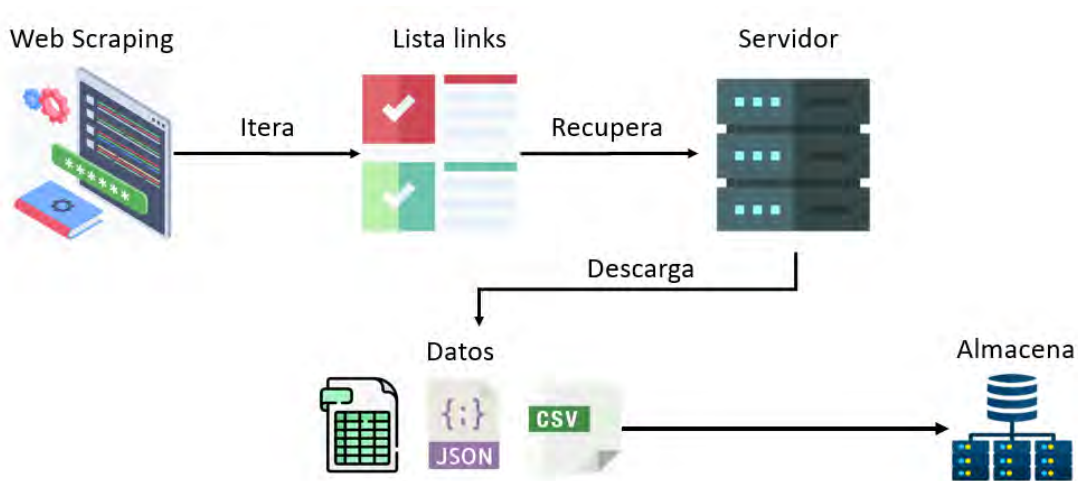 Web Scraping
Lista links
Servidor
Itera
Recupera
******
Descarga
Datos
Almacena
{;}
JSON
CSV